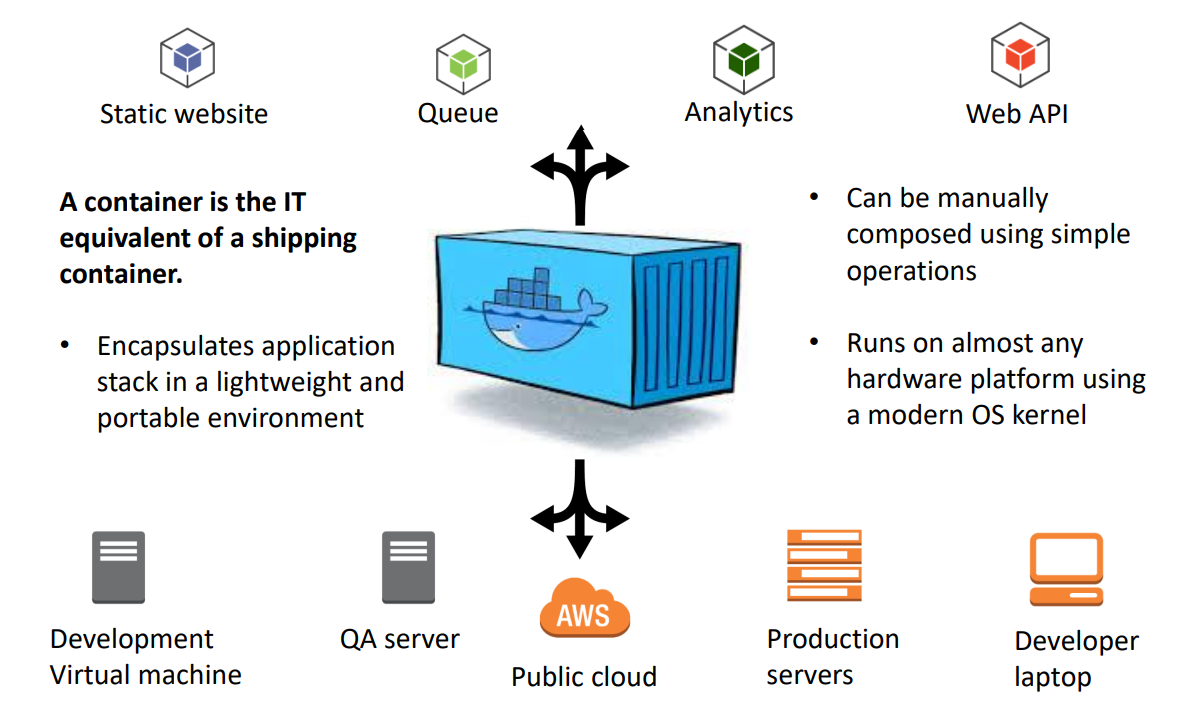 Static website
Queue
Analytics
Web API
A container is the IT
equivalent of a shipping
container.
• Encapsulates application
stack in a lightweight and
portable environment
• Can be manually
composed using simple
operations
• Runs on almost any
hardware platform using
a modern OS kernel
Development
Virtual machine
QA server
AWS
Public cloud
Production
servers
Developer
laptop